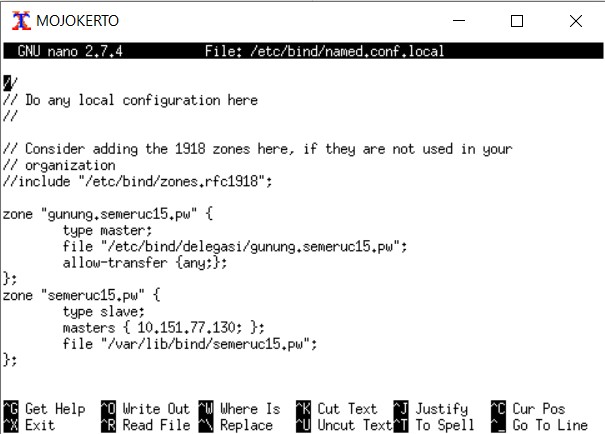 MOJOKERTO
GNU nano 2.7.4 File: /etc/bind/named.conf.local
//
// Do any local configuration here
//
// Consider adding the 1918 zones here, if they are not used in your
// organization
//include "/etc/bind/zones.rfc1918";
zone "gunung.semeruc15.pw" {
type master;
file "/etc/bind/delegasi/gunung.semeruc15.pw";
allow-transfer {any;};
};
zone "semeruc15.pw" {
type slave;
masters { 10.151.77.130; };
file "/var/lib/bind/semeruc15.pw";
};
^G Get Help ^O Write Out ^W Where Is ^K Cut Text ^J Justify ^C Cur Pos
^X Exit ^R Read File ^\ Replace ^U Uncut Text ^T To Spell ^_ Go To Line